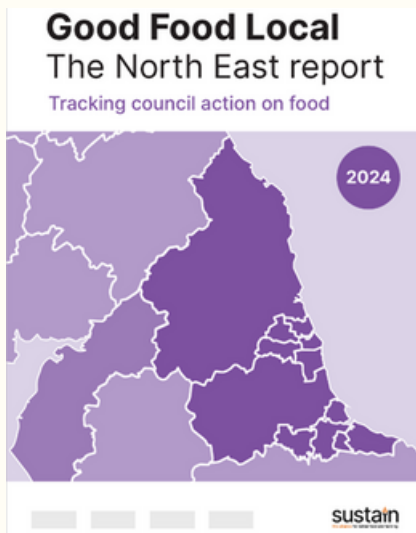 Good Food Local
The North East report
Tracking council action on food
2024
sustain